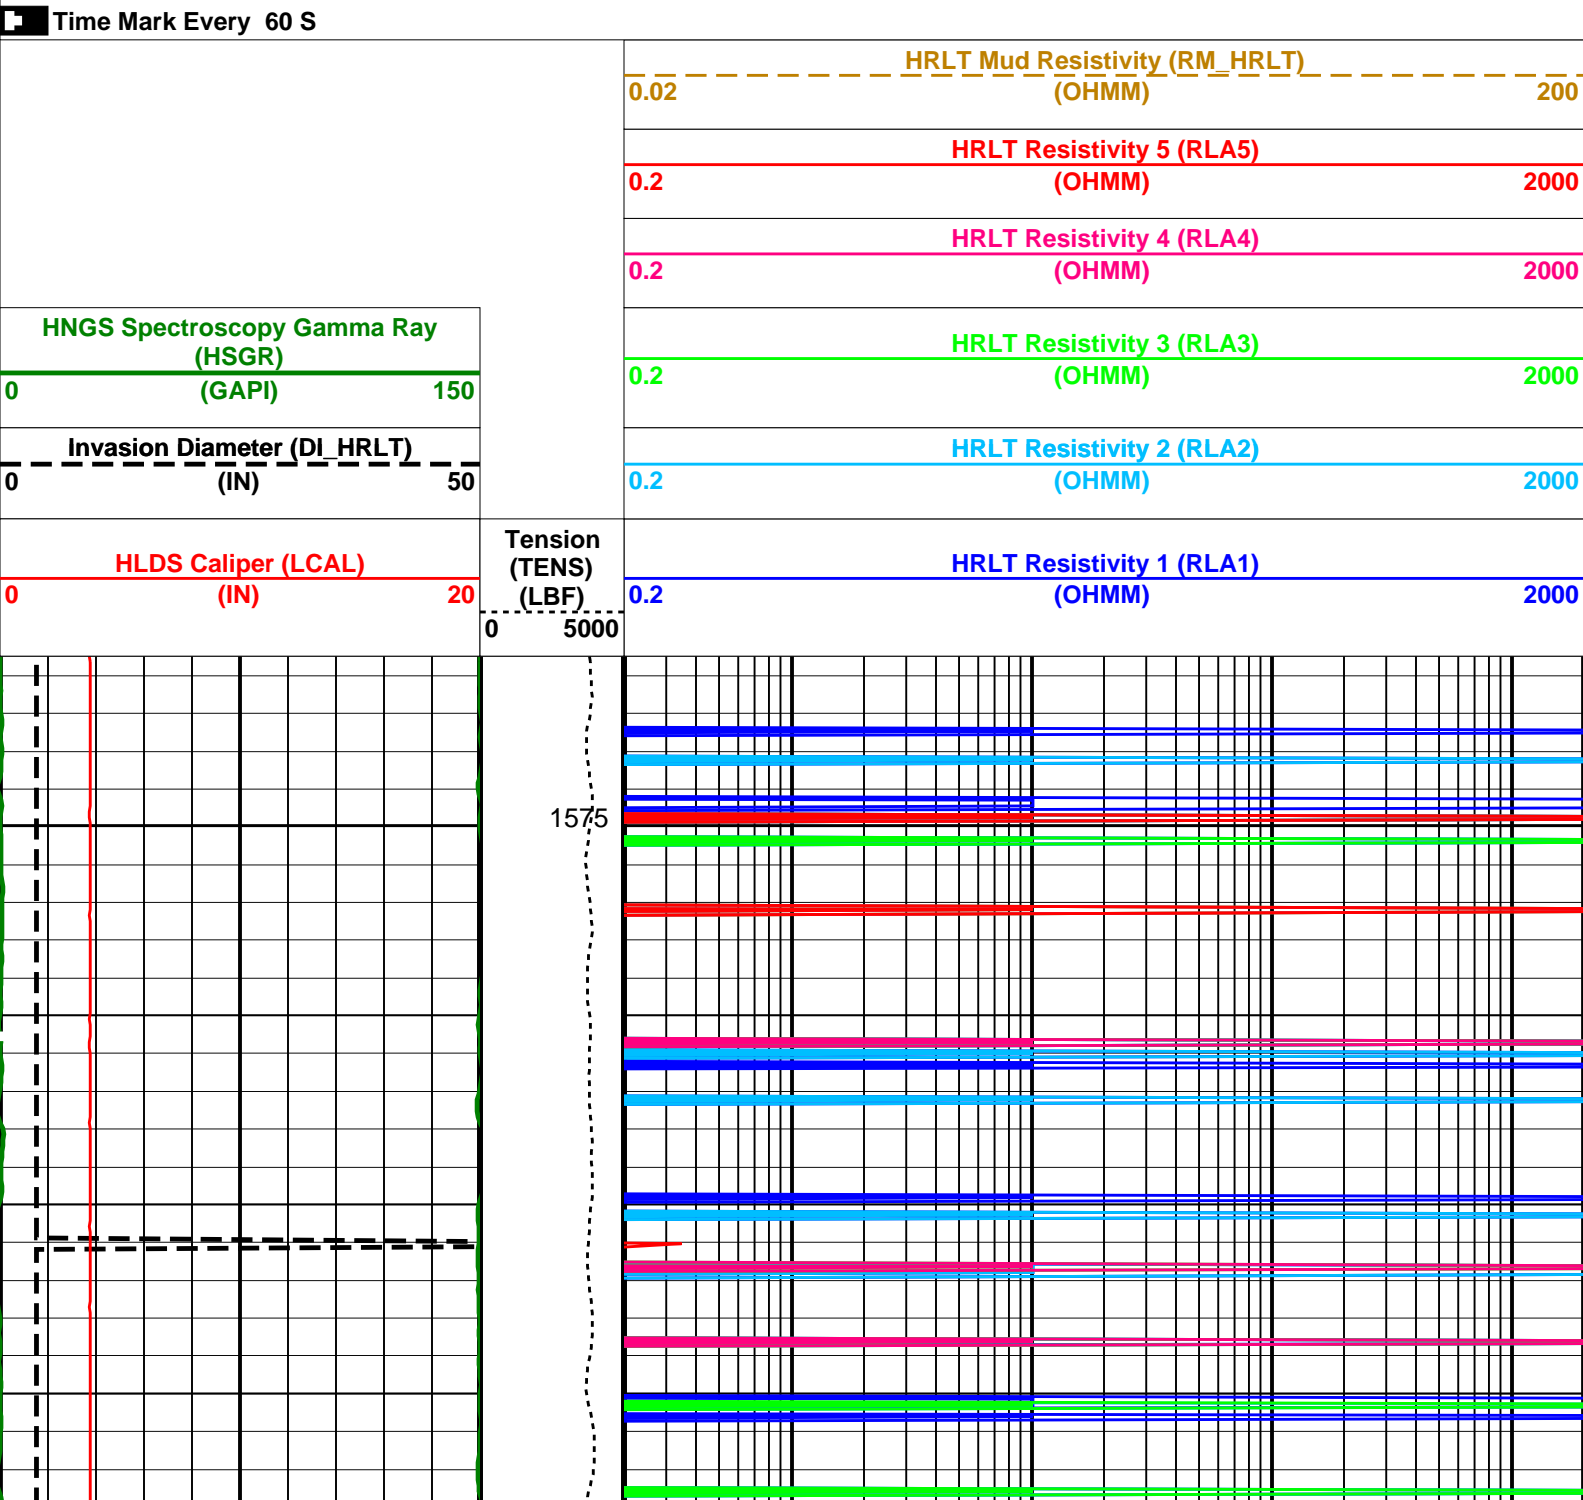 Time Mark Every 60 S
HRLT Mud Resistivity (RM_HRLT)
0.02 (OHMM) 200
HRLT Resistivity 5 (RLA5)
0.2 (OHMM) 2000
HRLT Resistivity 4 (RLA4)
0.2 (OHMM) 2000
HNGS Spectroscopy Gamma Ray
(HSGR)
0 (GAPI) 150
HRLT Resistivity 3 (RLA3)
0.2 (OHMM) 2000
Invasion Diameter (DI_HRLT)
0 (IN) 50
HRLT Resistivity 2 (RLA2)
0.2 (OHMM) 2000
HLDS Caliper (LCAL)
0 (IN) 20
Tension
(TENS)
(LBF)
0 5000
HRLT Resistivity 1 (RLA1)
0.2 (OHMM) 2000
1575